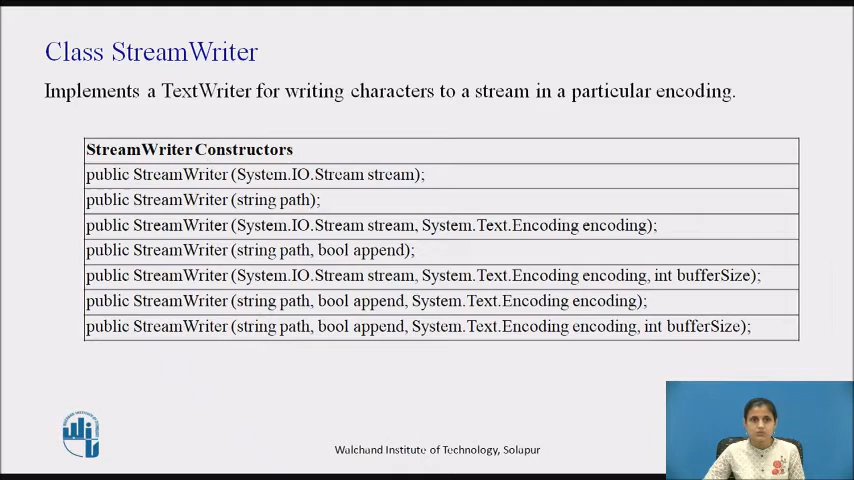 Class StreamWriter
Implements a TextWriter for writing characters to a stream in a particular encoding.
StreamWriter Constructors
public StreamWriter (System.IO.Stream stream);
public StreamWriter (string path);
public StreamWriter (System.IO.Stream stream, System.Text.Encoding encoding);
public StreamWriter (string path, bool append);
public StreamWriter (System.IO.Stream stream, System.Text.Encoding encoding, int bufferSize);
public StreamWriter (string path, bool append, System.Text.Encoding encoding);
public StreamWriter (string path, bool append, System.Text.Encoding encoding, int bufferSize);
Walchand Institute of Technology, Solapur